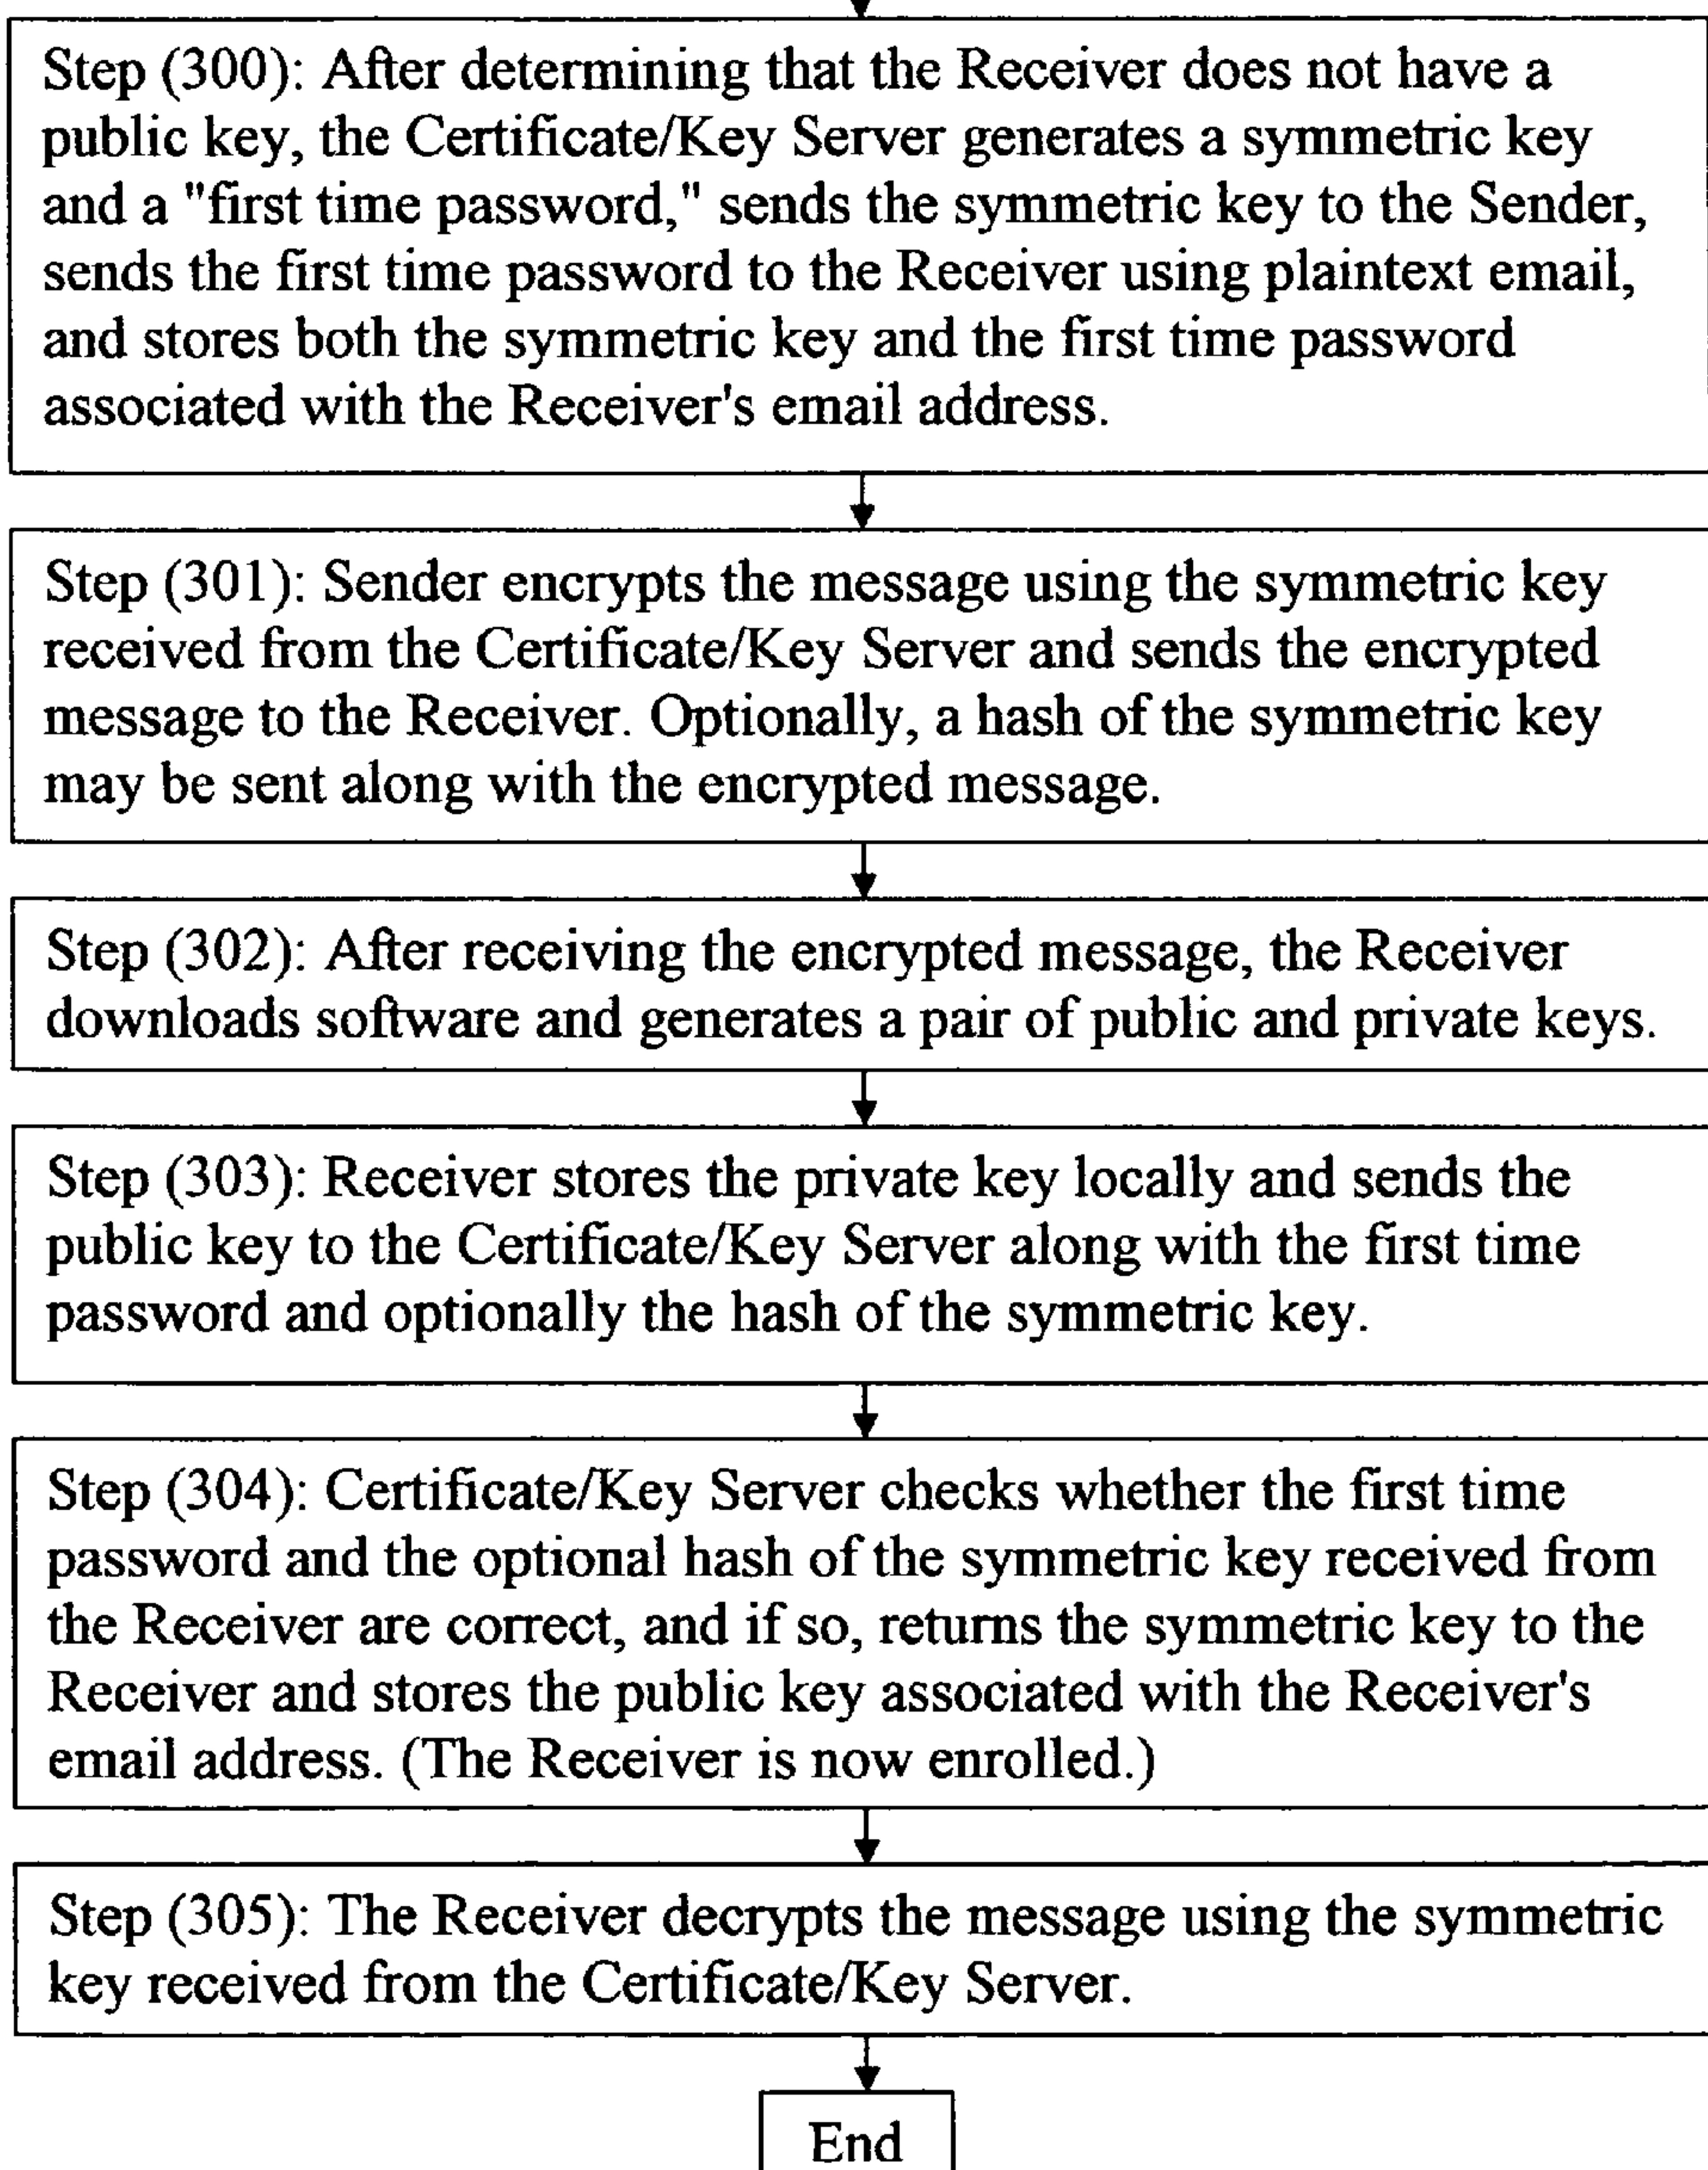 Step (300): After determining that the Receiver does not have a
public key, the Certificate/Key Server generates a symmetric key
and a "first time password," sends the symmetric key to the Sender,
sends the first time password to the Receiver using plaintext email,
and stores both the symmetric key and the first time password
associated with the Receiver's email address.
Step (301): Sender encrypts the message using the symmetric key
received from the Certificate/Key Server and sends the encrypted
message to the Receiver. Optionally, a hash of the symmetric key
may be sent along with the encrypted message.
Step (302): After receiving the encrypted message, the Receiver
downloads software and generates a pair of public and private keys.
Step (303): Receiver stores the private key locally and sends the
public key to the Certificate/Key Server along with the first time
password and optionally the hash of the symmetric key.
Step (304): Certificate/Key Server checks whether the first time
password and the optional hash of the symmetric key received from
the Receiver are correct, and if so, returns the symmetric key to the
Receiver and stores the public key associated with the Receiver's
email address. (The Receiver is now enrolled.)
Step (305): The Receiver decrypts the message using the symmetric
key received from the Certificate/Key Server.
End